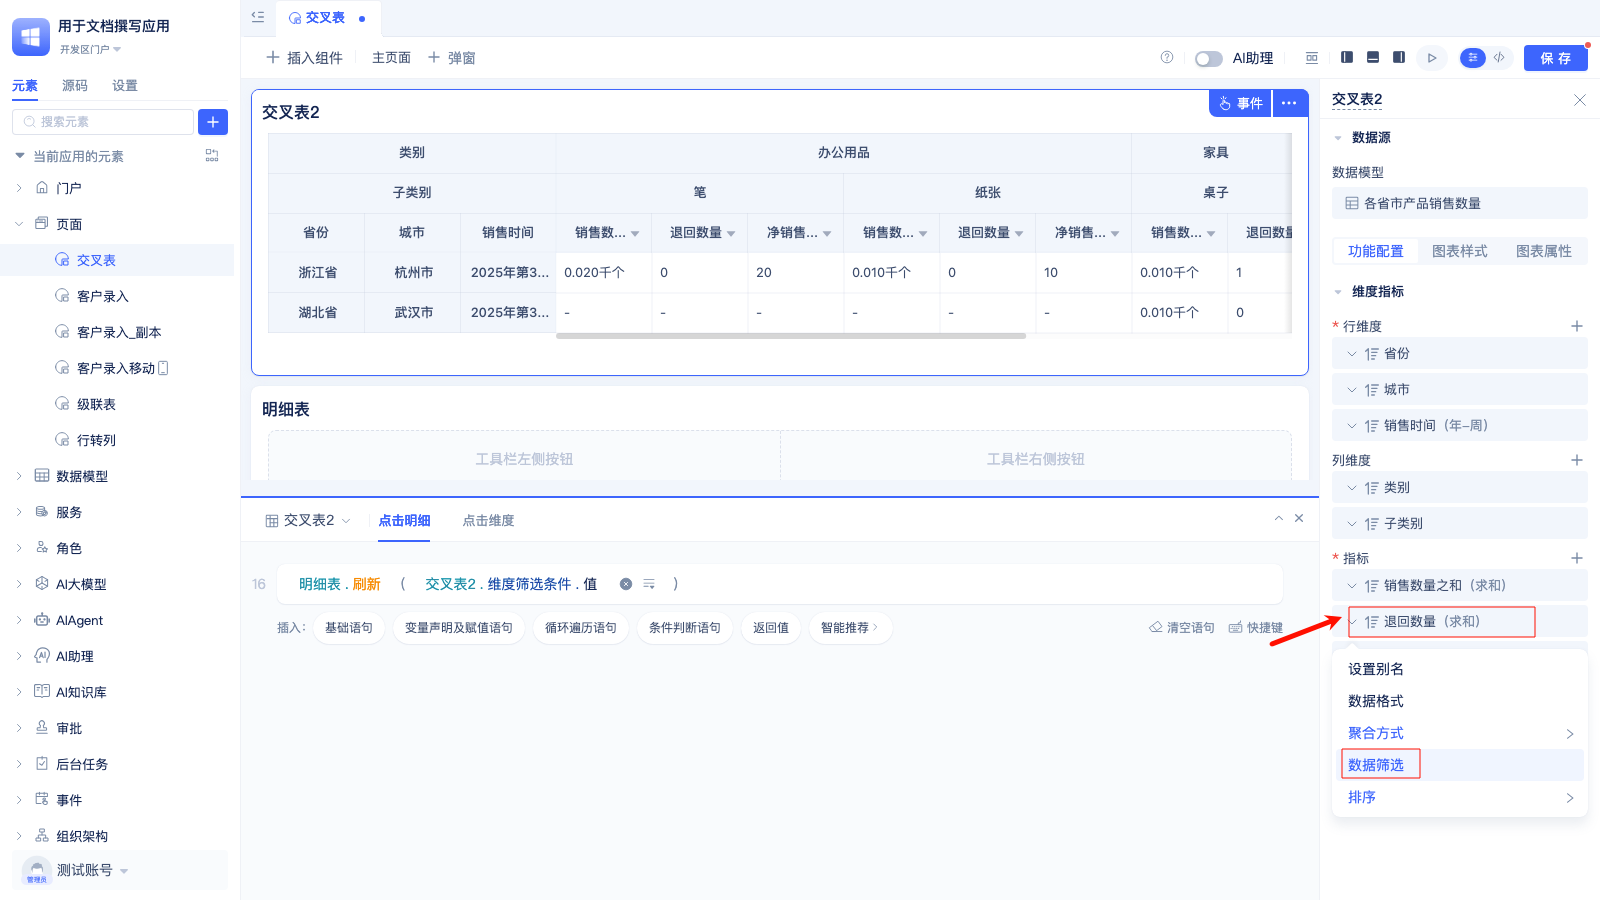 用于文档撰写应用
开发区门户
元素 源码 设置
搜索元素
当前应用的元素
门户
页面
交叉表
客户录入
客户录入_副本
客户录入移动
级联表
行转列
数据模型
服务
角色
AI大模型
AIAgent
AI助理
AI知识库
审批
后台任务
事件
组织架构
测试账号
管理员
交叉表
插入组件 主页面 弹窗
AI助理
保 存
交叉表2
事件
类别 办公用品 家具
子类别 笔 纸张 桌子
省份 城市 销售时间 销售数... 退回数量 净销售... 销售数... 退回数量 净销售... 销售数... 退回数量
浙江省 杭州市 2025年第3... 0.020千个 0 20 0.010千个 0 10 0.010千个 1
湖北省 武汉市 2025年第3... - - - - - - 0.010千个 0
明细表
工具栏左侧按钮 工具栏右侧按钮
交叉表2 点击明细 点击维度
16 明细表 . 刷新 ( 交叉表2 . 维度筛选条件 . 值 )
插入: 基础语句 变量声明及赋值语句 循环遍历语句 条件判断语句 返回值 智能推荐 清空语句 快捷键
交叉表2
数据源
数据模型
各省市产品销售数量
功能配置 图表样式 图表属性
维度指标
* 行维度
省份
城市
销售时间 (年-周)
列维度
类别
子类别
* 指标
销售数量之和 (求和)
退回数量 (求和)
设置别名
数据格式
聚合方式
数据筛选
排序